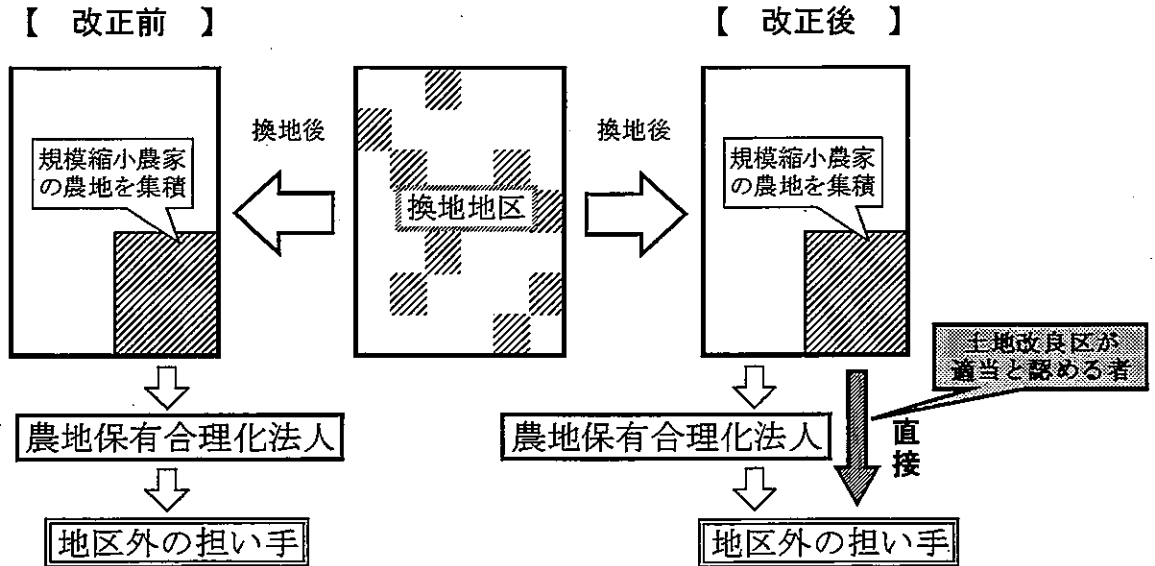 【 改正前 】
【 改正後 】
換地後
換地後
規模縮小農家
の農地を集積
換地地区
規模縮小農家
の農地を集積
土地改良区が
適当と認める者
農地保有合理化法人
農地保有合理化法人
直接
地区外の担い手
地区外の担い手